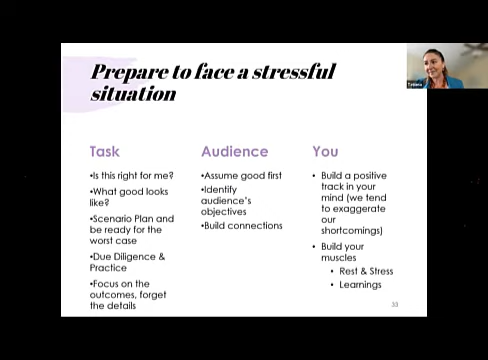 Prepare to face a stressful
situation
Task
•Is this right for me?
•What good looks
like?
•Scenario Plan and
be ready for the
worst case
•Due Diligence &
Practice
•Focus on the
outcomes, forget
the details
Audience
•Assume good first
•Identify
audience's
objectives
•Build connections
You
• Build a positive
track in your
mind (we tend
to exaggerate
our
shortcomings)
• Build your
muscles
• Rest & Stress
• Learnings
33